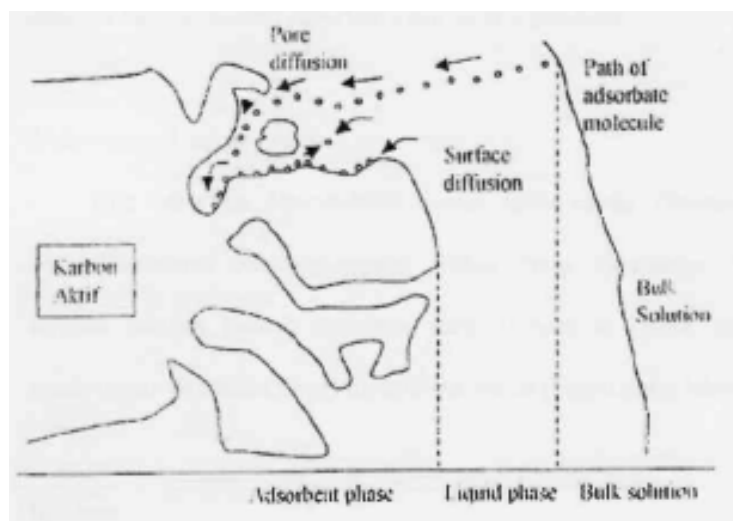 Pore
diffusion
Path of
adsorbate
molecule
Surface
diffusion
Karbon
Aktif
Bulk
Solution
Adsorbent phase
Liquid phase
Bulk solution